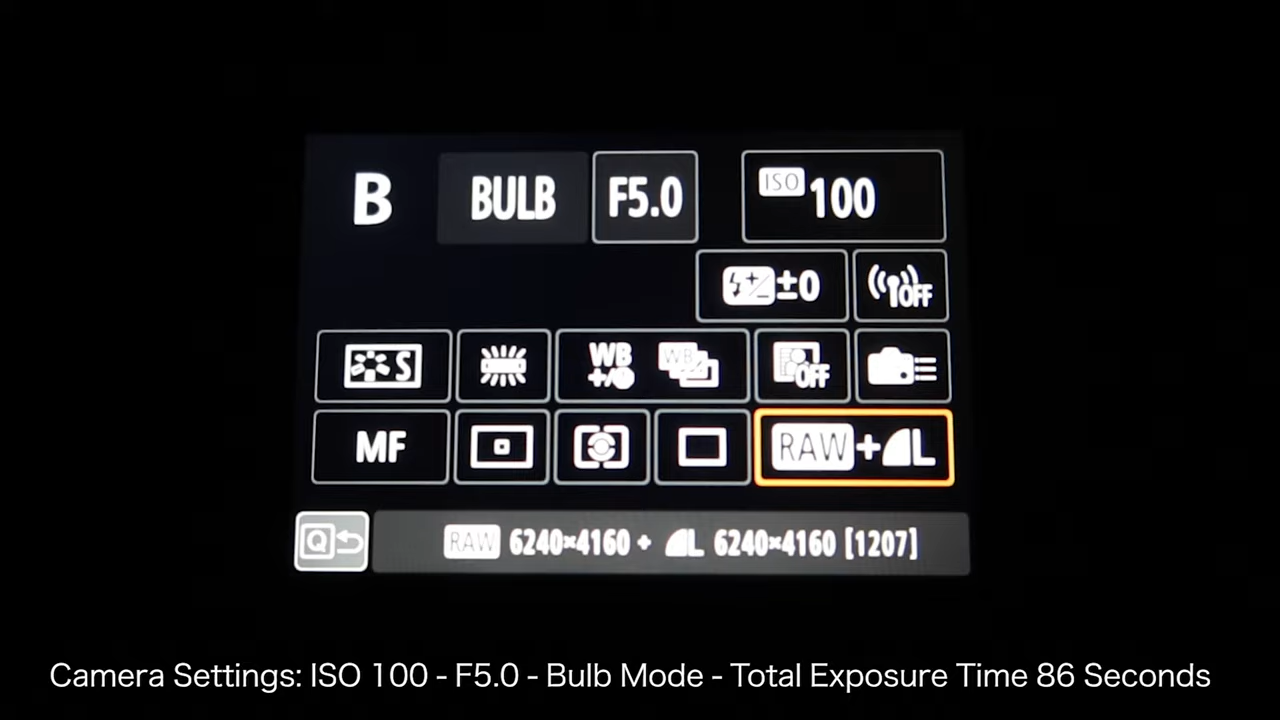 B BULB F5.0 ISO 100
±0 OFF
S WB +/- WB OFF
MF RAW+L
Q RAW 6240×4160 + L 6240×4160 [1207]
Camera Settings: ISO 100 - F5.0 - Bulb Mode - Total Exposure Time 86 Seconds